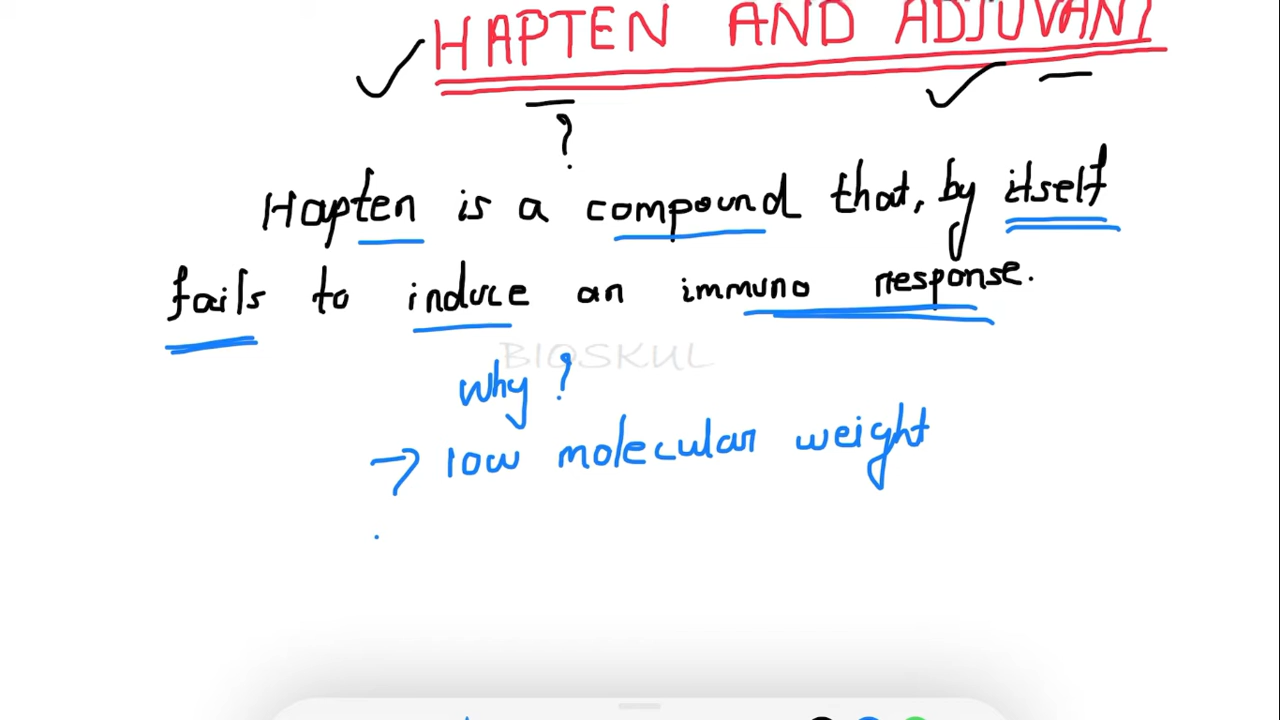 HAPTEN AND ADJUVANT
?
Hapten is a compound that, by itself
fails to induce an immuno response.
BIOSKUL
why ?
→ low molecular weight